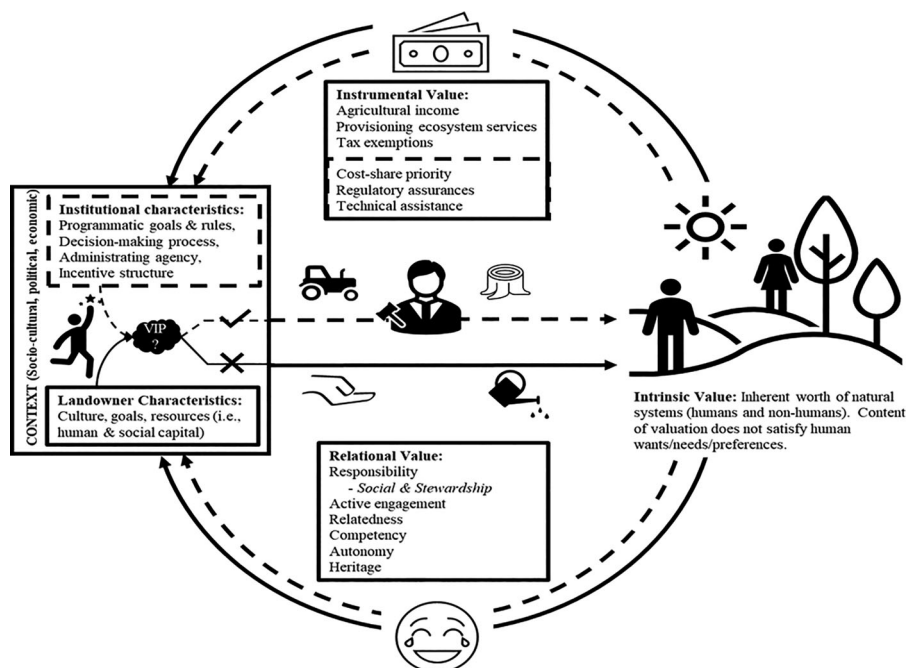 Instrumental Value:
Agricultural income
Provisioning ecosystem services
Tax exemptions
Cost-share priority
Regulatory assurances
Technical assistance
CONTEXT (Socio-cultural, political, economic)
Institutional characteristics:
Programmatic goals & rules,
Decision-making process,
Administrating agency,
Incentive structure
VIP
?
Landowner Characteristics:
Culture, goals, resources (i.e.,
human & social capital)
Intrinsic Value: Inherent worth of natural
systems (humans and non-humans). Content
of valuation does not satisfy human
wants/needs/preferences.
Relational Value:
Responsibility
- Social & Stewardship
Active engagement
Relatedness
Competency
Autonomy
Heritage